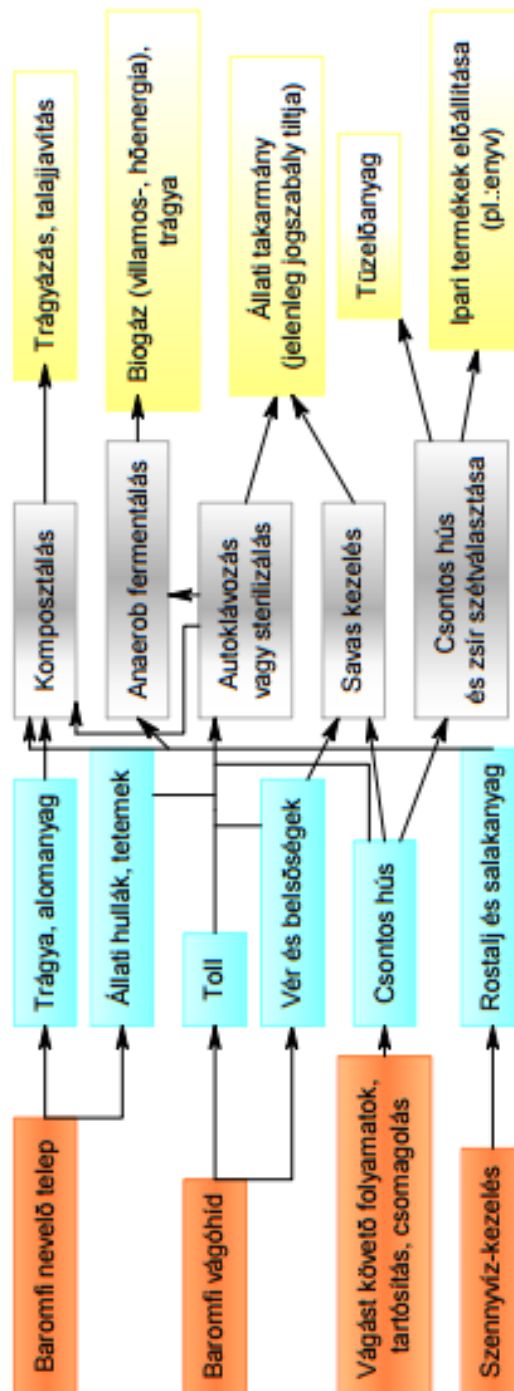 Baromfi nevelő telep
Baromfi vágóhíd
Vágást követő folyamatok,
tartósítás, csomagolás
Szennyvíz-kezelés
Trágya, alomanyag
Állati hullák, tetemek
Toll
Vér és belsőségek
Csontos hús
Rostalj és salakanyag
Komposztálás
Anaerob fermentálás
Autoklávozás
vagy sterilizálás
Savas kezelés
Csontos hús
és zsír szétválasztása
Trágyázás, talajjavítás
Biogáz (villamos-, hőenergia),
trágya
Állati takarmány
(jelenleg jogszabály tiltja)
Tüzelőanyag
Ipari termékek előállítása
(pl.:enyv)